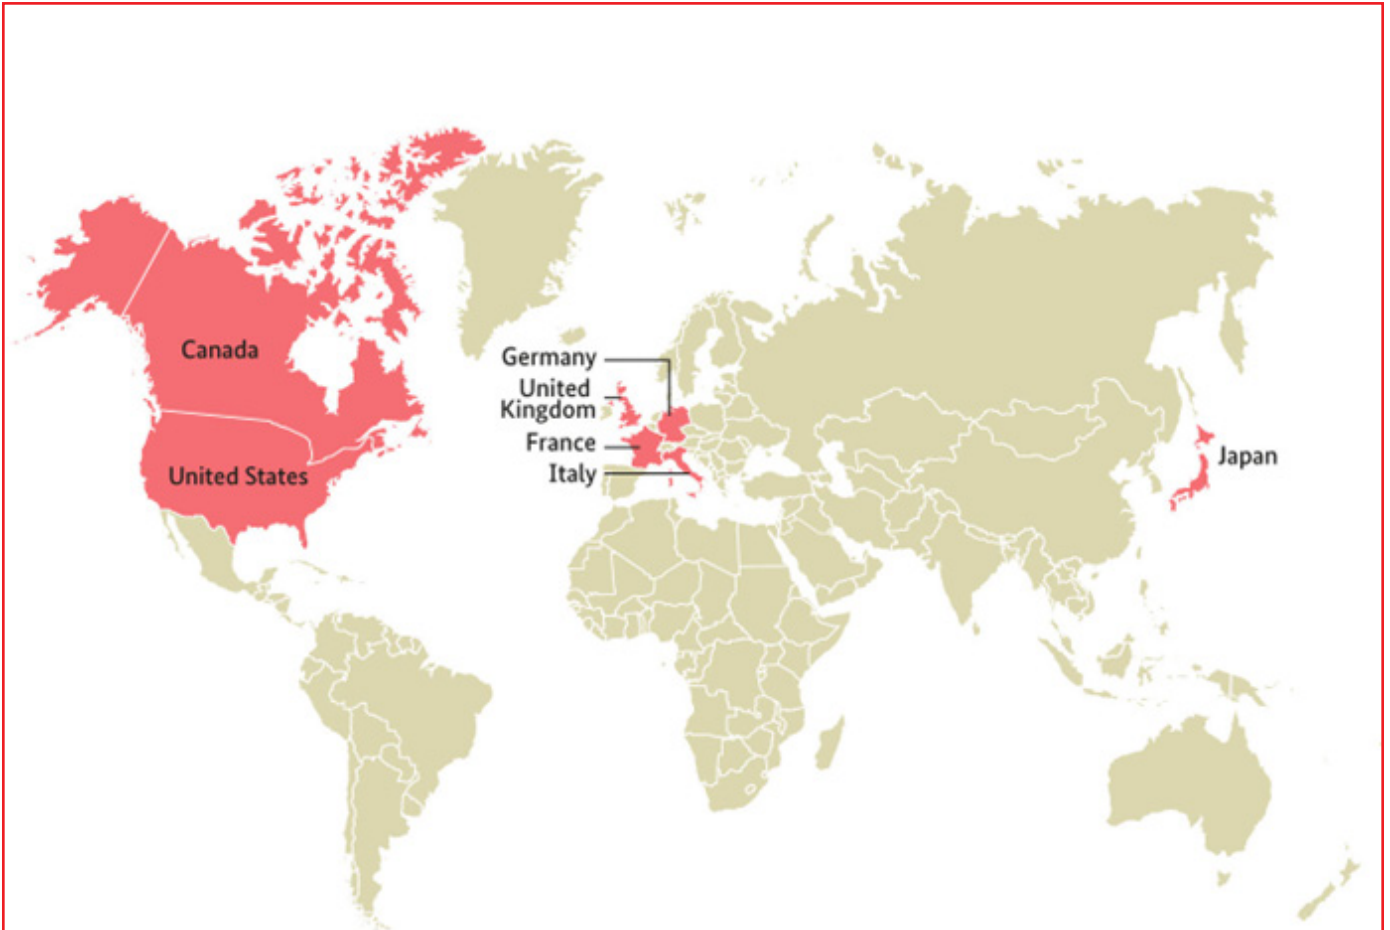 Canada
United States
Germany
United
Kingdom
France
Italy
Japan